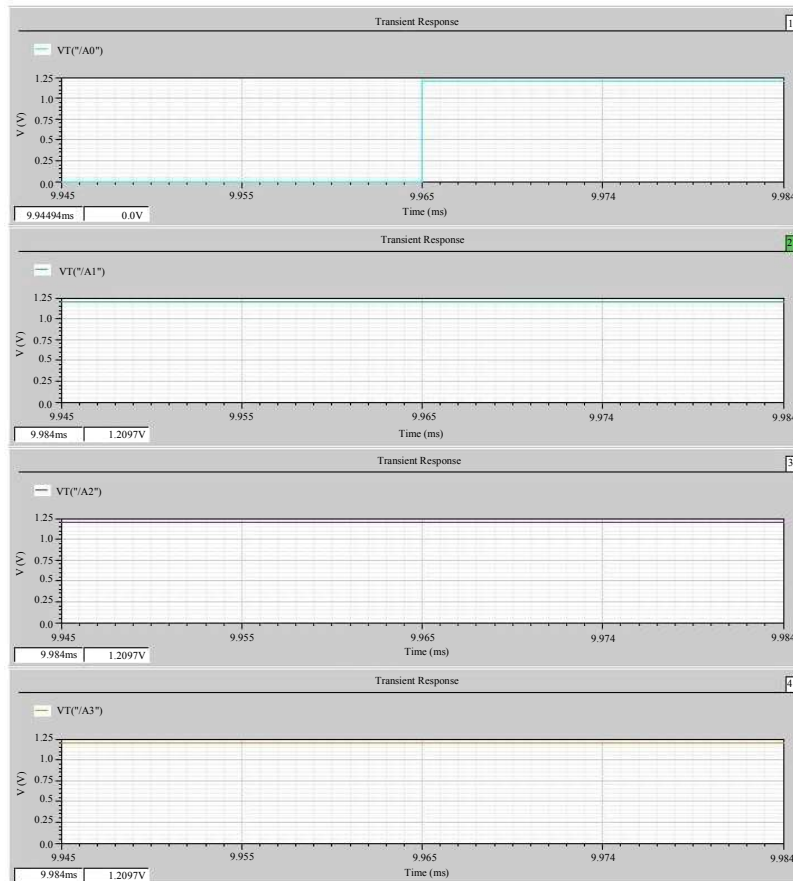 Transient Response 1
VT("/A0")
1.25
1.0
0.75
0.5
0.25
0.0
V (V)
9.945 9.955 9.965 9.974 9.984
Time (ms)
9.94494ms 0.0V
Transient Response 2
VT("/A1")
1.25
1.0
0.75
0.5
0.25
0.0
V (V)
9.945 9.955 9.965 9.974 9.984
Time (ms)
9.984ms 1.2097V
Transient Response 3
VT("/A2")
1.25
1.0
0.75
0.5
0.25
0.0
V (V)
9.945 9.955 9.965 9.974 9.984
Time (ms)
9.984ms 1.2097V
Transient Response 4
VT("/A3")
1.25
1.0
0.75
0.5
0.25
0.0
V (V)
9.945 9.955 9.965 9.974 9.984
Time (ms)
9.984ms 1.2097V